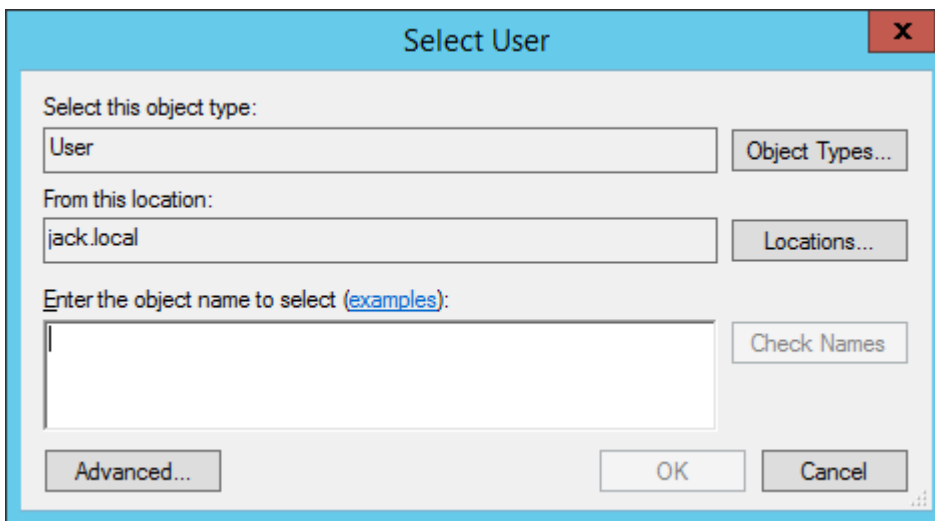 Select User
x
Select this object type:
User
Object Types...
From this location:
jack.local
Locations...
Enter the object name to select (examples):
Check Names
Advanced...
OK
Cancel